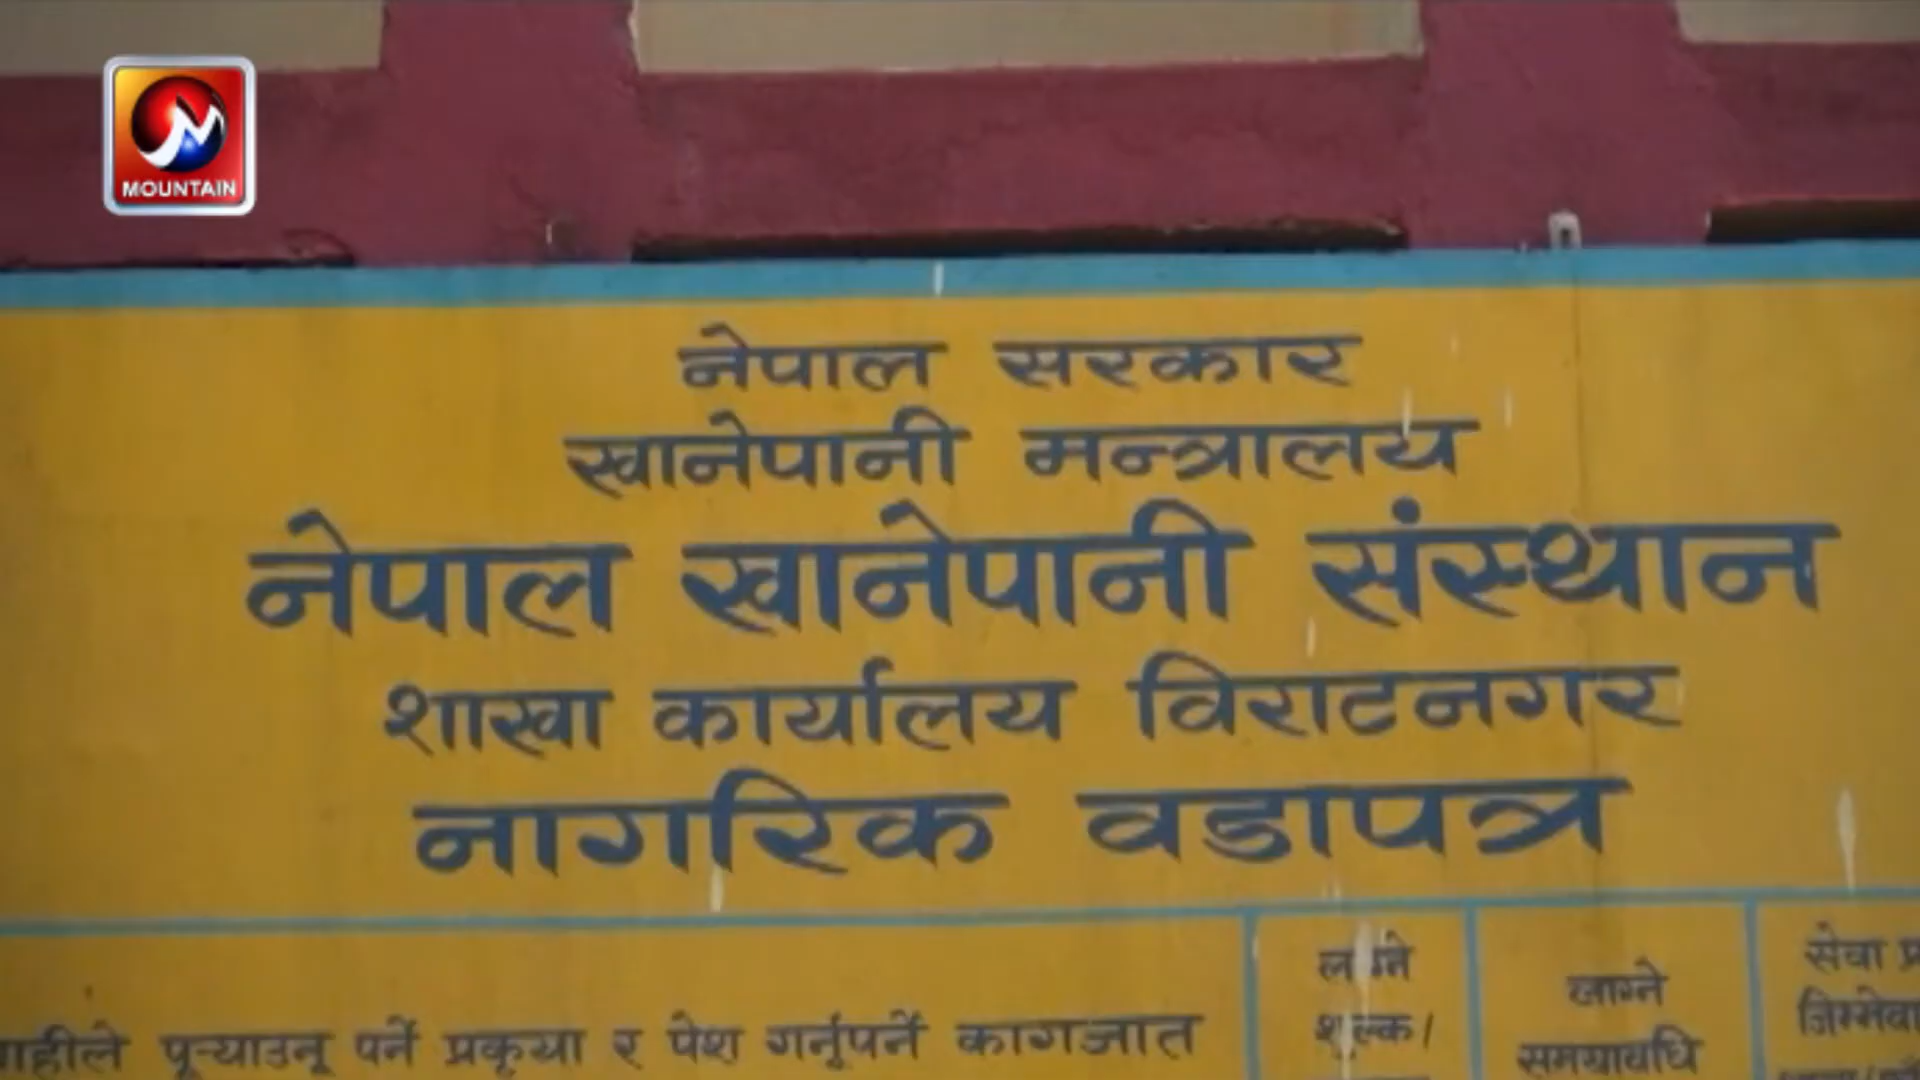 MOUNTAIN
नेपाल सरकार
खानेपानी मन्त्रालय
नेपाल खानेपानी संस्थान
शाखा कार्यालय विराटनगर
नागरिक वडापत्र
पूर्‍याउनू पर्ने प्रकृया र पेश गर्नुपर्ने कागजात
लाग्ने
शुल्क/
लाग्ने
समयावधि
सेवा